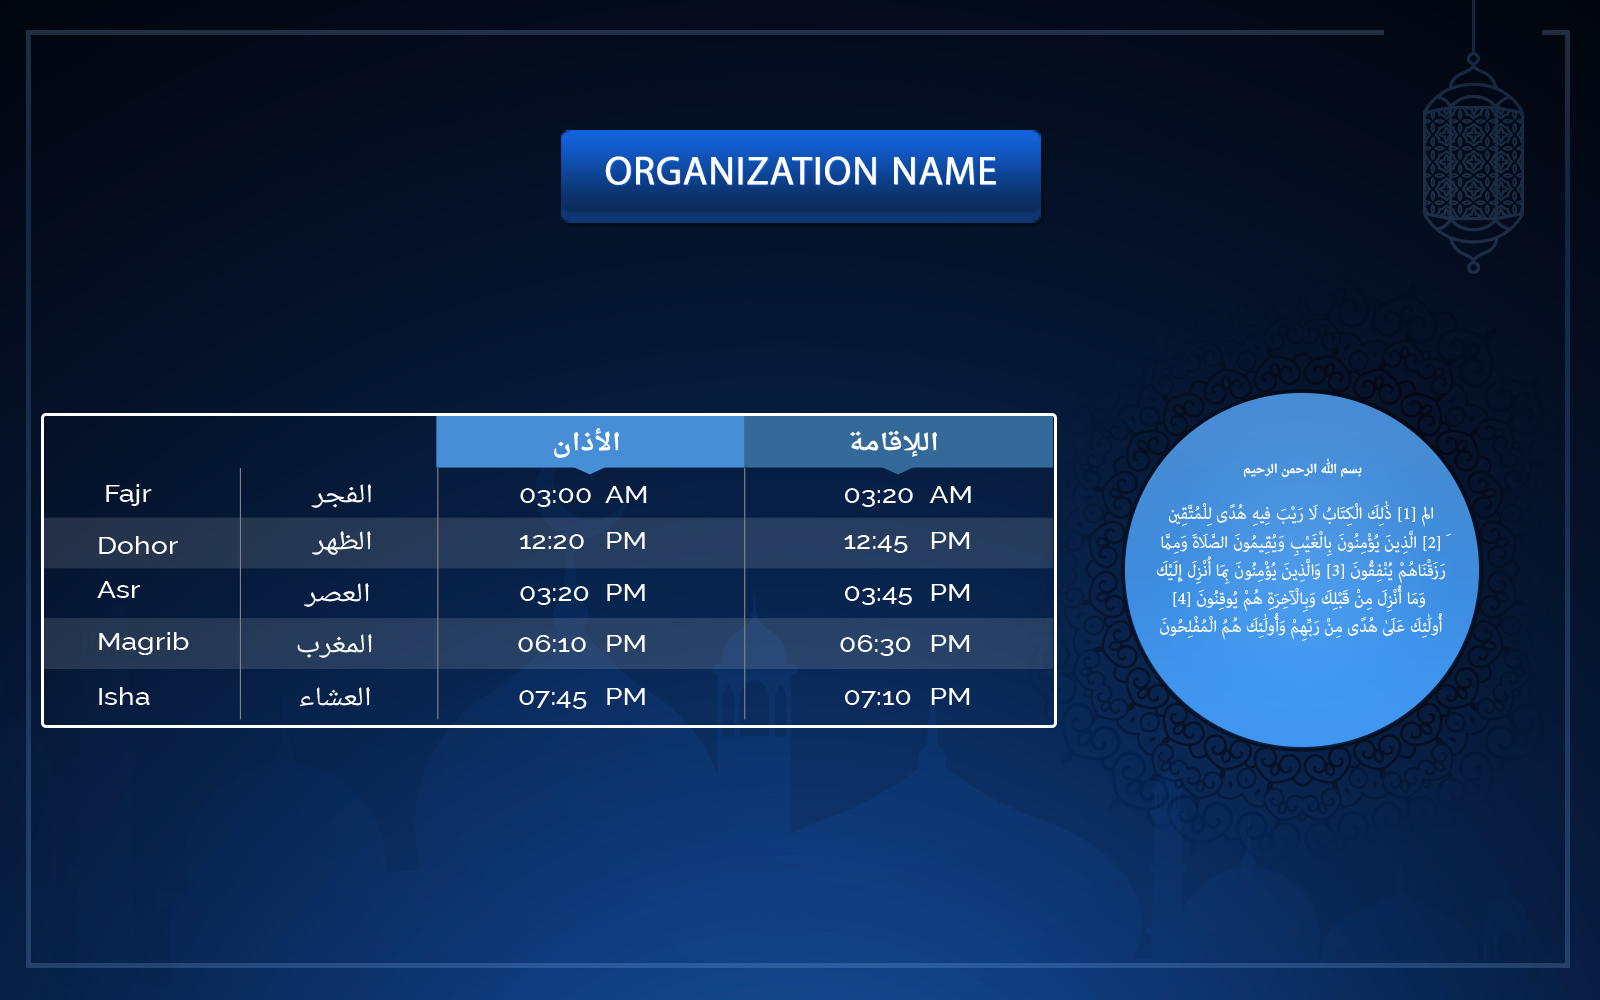 ORGANIZATION NAME
الأذان اللإقامة
Fajr الفجر 03:00 AM 03:20 AM
Dohor الظهر 12:20 PM 12:45 PM
Asr العصر 03:20 PM 03:45 PM
Magrib المغرب 06:10 PM 06:30 PM
Isha العشاء 07:45 PM 07:10 PM
بسم الله الرحمن الرحيم
الم [1] ذَٰلِكَ الْكِتَابُ لَا رَيْبَ فِيهِ هُدًى لِلْمُتَّقِين
َ [2] الَّذِينَ يُؤْمِنُونَ بِالْغَيْبِ وَيُقِيمُونَ الصَّلَاةَ وَمِمَّا
رَزَقْنَاهُمْ يُنْفِقُونَ [3] وَالَّذِينَ يُؤْمِنُونَ بِمَا أُنْزِلَ إِلَيْكَ
وَمَا أُنْزِلَ مِنْ قَبْلِكَ وَبِالْآخِرَةِ هُمْ يُوقِنُونَ [4]
أُولَٰئِكَ عَلَىٰ هُدًى مِنْ رَبِّهِمْ وَأُولَٰئِكَ هُمُ الْمُفْلِحُونَ